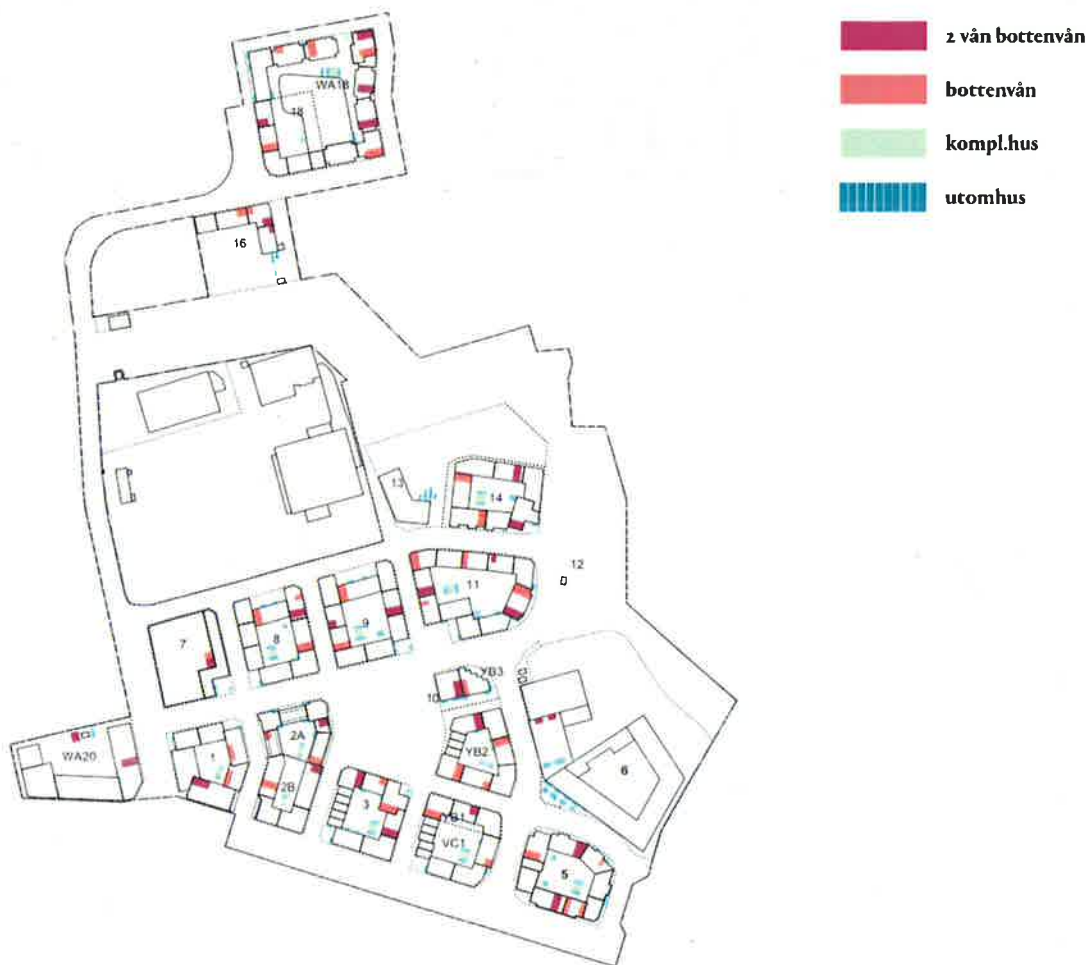 2 vån bottenvån
bottenvån
kompl.hus
utomhus
WA18
18
16
13
14
12
11
9
8
7
YB3
10
2A
YB2
WA20
1
6
2B
3
YB1
VC1
5